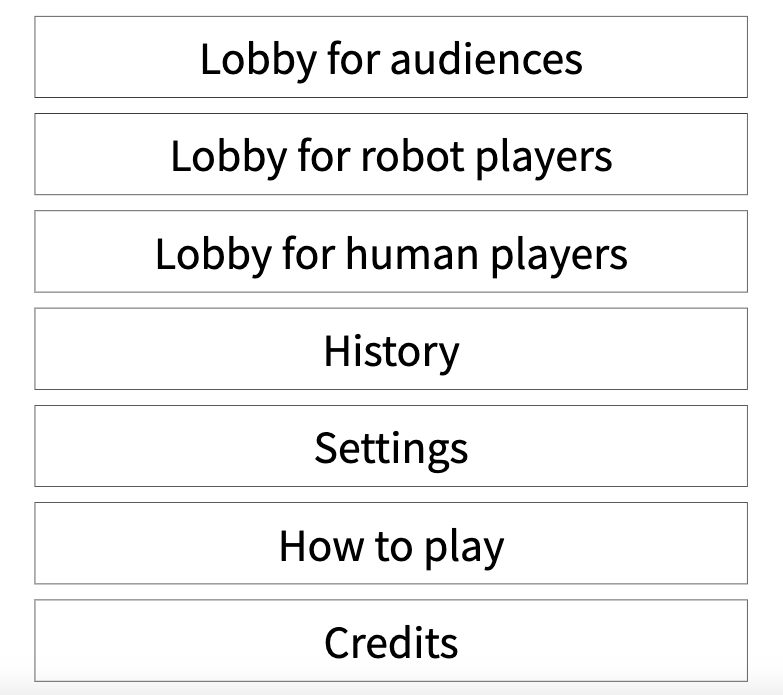 Lobby for audiences
Lobby for robot players
Lobby for human players
History
Settings
How to play
Credits